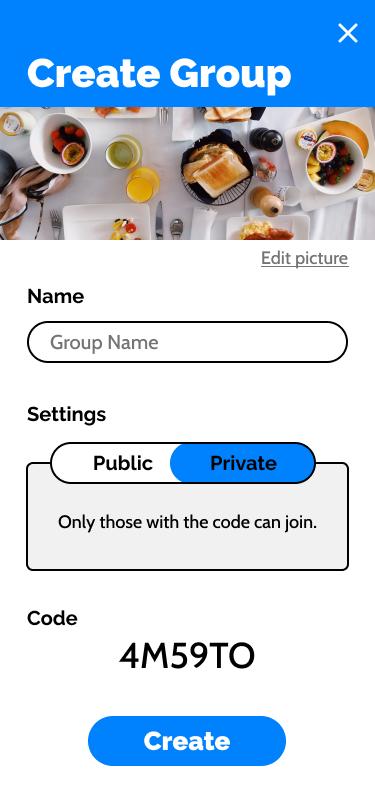 Create Group
Edit picture
Name
Group Name
Settings
Public Private
Only those with the code can join.
Code
4M59TO
Create